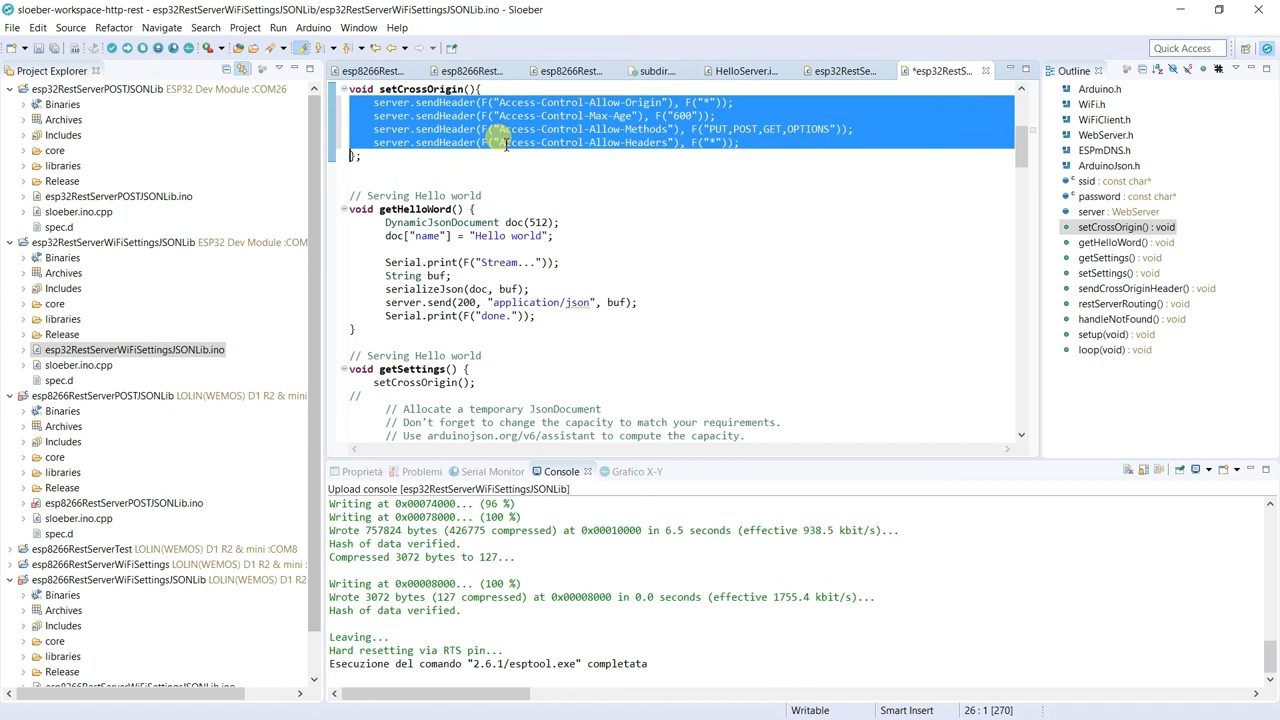 sloeber-workspace-http-rest - esp32RestServerWiFiSettingsJSONLib/esp32RestServerWiFiSettingsJSONLib.ino - Sloeber
File Edit Source Refactor Navigate Search Project Run Arduino Window Help
Quick Access
Project Explorer
esp32RestServerPOSTJSONLib ESP32 Dev Module :COM26
Binaries
Archives
Includes
core
libraries
Release
esp32RestServerPOSTJSONLib.ino
sloeber.ino.cpp
spec.d
esp32RestServerWiFiSettingsJSONLib ESP32 Dev Module :COM
Binaries
Archives
Includes
core
libraries
Release
esp32RestServerWiFiSettingsJSONLib.ino
sloeber.ino.cpp
spec.d
esp8266RestServerPOSTJSONLib LOLIN(WEMOS) D1 R2 & mini
Binaries
Archives
Includes
core
libraries
Release
esp8266RestServerPOSTJSONLib.ino
sloeber.ino.cpp
spec.d
esp8266RestServerTest LOLIN(WEMOS) D1 R2 & mini :COM8
esp8266RestServerWiFiSettings LOLIN(WEMOS) D1 R2 & mini
esp8266RestServerWiFiSettingsJSONLib LOLIN(WEMOS) D1 R2
Binaries
Archives
Includes
core
libraries
Release
esp8266RestServerWiFiSettingsJSONLib.ino
esp8266Rest... esp8266Rest... esp8266Rest... subdir.... HelloServer.i... esp32RestSe... *esp32RestS...
void setCrossOrigin(){
server.sendHeader(F("Access-Control-Allow-Origin"), F("*"));
server.sendHeader(F("Access-Control-Max-Age"), F("600"));
server.sendHeader(F("Access-Control-Allow-Methods"), F("PUT,POST,GET,OPTIONS"));
server.sendHeader(F("Access-Control-Allow-Headers"), F("*"));
};
// Serving Hello world
void getHelloWord() {
DynamicJsonDocument doc(512);
doc["name"] = "Hello world";
Serial.print(F("Stream..."));
String buf;
serializeJson(doc, buf);
server.send(200, "application/json", buf);
Serial.print(F("done."));
}
// Serving Hello world
void getSettings() {
setCrossOrigin();
//
// Allocate a temporary JsonDocument
// Don't forget to change the capacity to match your requirements.
// Use arduinojson.org/v6/assistant to compute the capacity.
Outline
Arduino.h
WiFi.h
WiFiClient.h
WebServer.h
ESPmDNS.h
ArduinoJson.h
ssid : const char*
password : const char*
server : WebServer
setCrossOrigin() : void
getHelloWord() : void
getSettings() : void
setSettings() : void
sendCrossOriginHeader() : void
restServerRouting() : void
handleNotFound() : void
setup(void) : void
loop(void) : void
Proprietà Problemi Serial Monitor Console Grafico X-Y
Upload console [esp32RestServerWiFiSettingsJSONLib]
Writing at 0x00074000... (96 %)
Writing at 0x00078000... (100 %)
Wrote 757824 bytes (426775 compressed) at 0x00010000 in 6.5 seconds (effective 938.5 kbit/s)...
Hash of data verified.
Compressed 3072 bytes to 127...
Writing at 0x00008000... (100 %)
Wrote 3072 bytes (127 compressed) at 0x00008000 in 0.0 seconds (effective 1755.4 kbit/s)...
Hash of data verified.
Leaving...
Hard resetting via RTS pin...
Esecuzione del comando "2.6.1/esptool.exe" completata
Writable Smart Insert 26 : 1 [270]